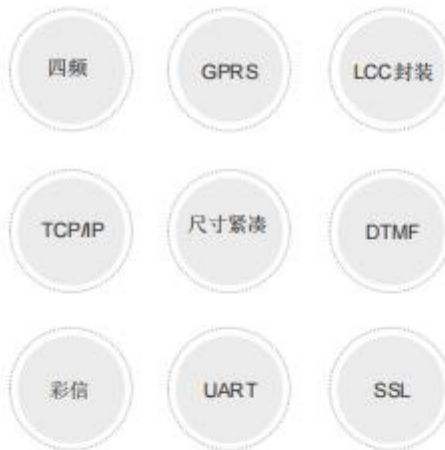 四频
GPRS
LCC封装
TCP/IP
尺寸紧凑
DTMF
彩信
UART
SSL